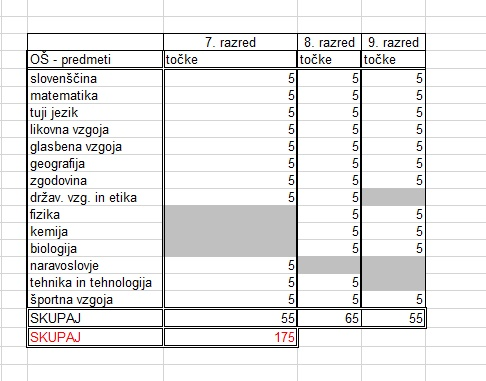 7. razred 8. razred 9. razred
OŠ - predmeti točke točke točke
slovenščina 5 5 5
matematika 5 5 5
tuji jezik 5 5 5
likovna vzgoja 5 5 5
glasbena vzgoja 5 5 5
geografija 5 5 5
zgodovina 5 5 5
držav. vzg. in etika 5 5
fizika 5 5
kemija 5 5
biologija 5 5
naravoslovje 5
tehnika in tehnologija 5 5
športna vzgoja 5 5 5
SKUPAJ 55 65 55
SKUPAJ 175